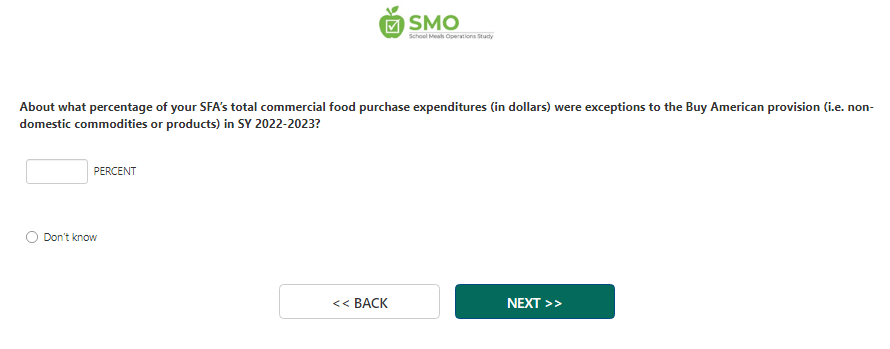 SMO
School Meals Operations Study
About what percentage of your SFA's total commercial food purchase expenditures (in dollars) were exceptions to the Buy American provision (i.e. non-
domestic commodities or products) in SY 2022-2023?
PERCENT
Don't know
<< BACK
NEXT >>